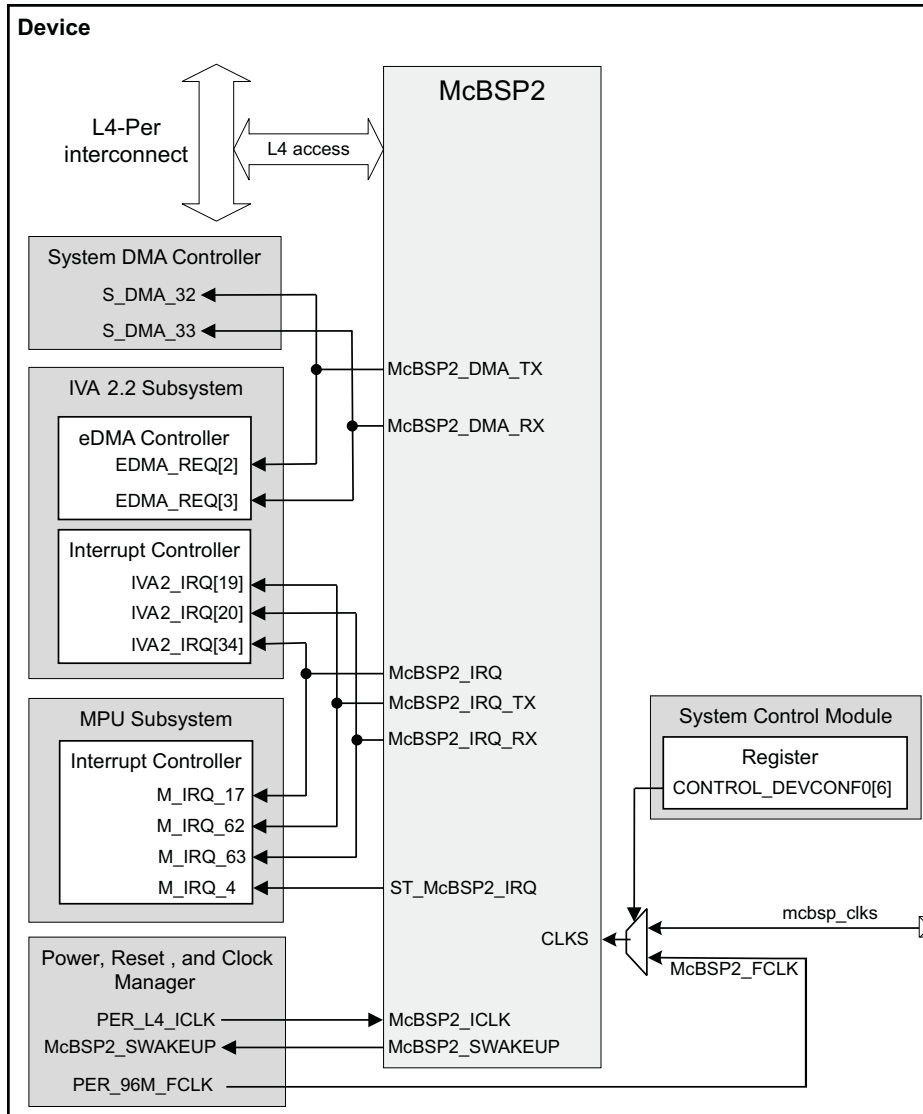 Device
McBSP2
L4-Per
interconnect
L4 access
System DMA Controller
S_DMA_32
S_DMA_33
McBSP2_DMA_TX
IVA 2.2 Subsystem
McBSP2_DMA_RX
eDMA Controller
EDMA_REQ[2]
EDMA_REQ[3]
Interrupt Controller
IVA2_IRQ[19]
IVA2_IRQ[20]
IVA2_IRQ[34]
McBSP2_IRQ
McBSP2_IRQ_TX
McBSP2_IRQ_RX
MPU Subsystem
Interrupt Controller
M_IRQ_17
M_IRQ_62
M_IRQ_63
M_IRQ_4
ST_McBSP2_IRQ
System Control Module
Register
CONTROL_DEVCONF0[6]
mcbsp_clks
CLKS
McBSP2_FCLK
Power, Reset , and Clock
Manager
PER_L4_ICLK
McBSP2_ICLK
McBSP2_SWAKEUP
McBSP2_SWAKEUP
PER_96M_FCLK